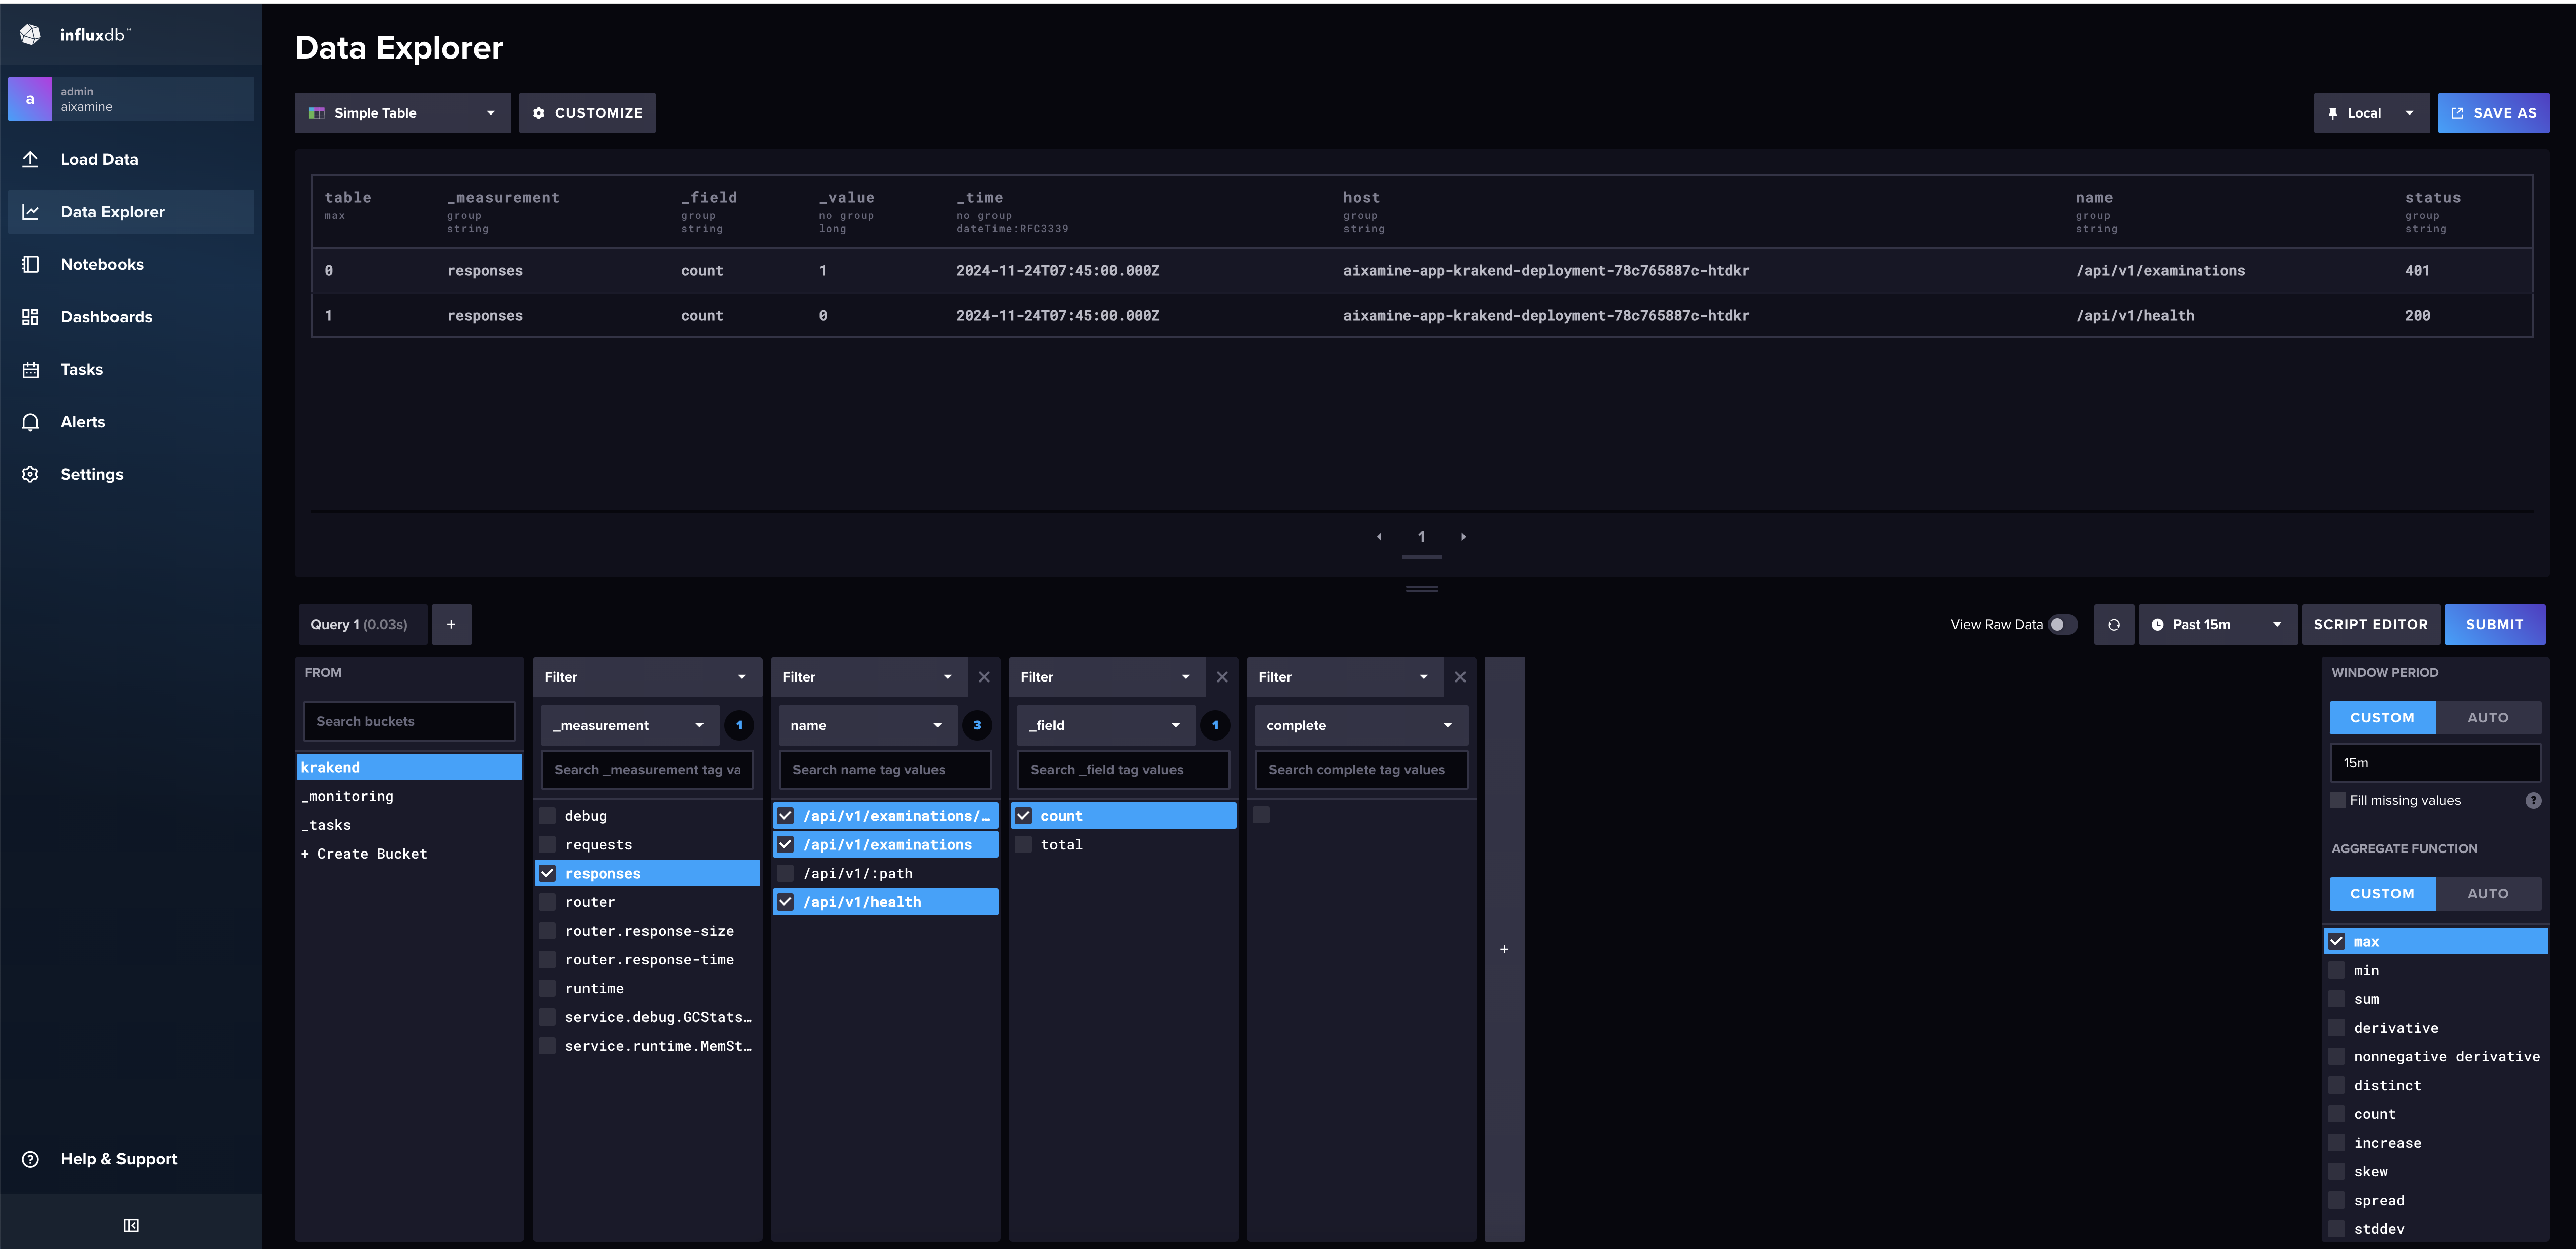 influxdb™
a
admin
aixamine
Load Data
Data Explorer
Notebooks
Dashboards
Tasks
Alerts
Settings
Help & Support
Data Explorer
Simple Table
CUSTOMIZE
Local
SAVE AS
table _measurement _field _value _time host name status
max group group no group no group group group group
string string long dateTime:RFC3339 string string string
0 responses count 1 2024-11-24T07:45:00.000Z aixamine-app-krakend-deployment-78c765887c-htdkr /api/v1/examinations 401
1 responses count 0 2024-11-24T07:45:00.000Z aixamine-app-krakend-deployment-78c765887c-htdkr /api/v1/health 200
1
Query 1 (0.03s)
+
View Raw Data
Past 15m
SCRIPT EDITOR
SUBMIT
FROM
Search buckets
krakend
_monitoring
_tasks
+ Create Bucket
Filter
_measurement
1
Search _measurement tag va
debug
requests
responses
router
router.response-size
router.response-time
runtime
service.debug.GCStats…
service.runtime.MemSt…
Filter
name
3
Search name tag values
/api/v1/examinations/…
/api/v1/examinations
/api/v1/:path
/api/v1/health
Filter
_field
1
Search _field tag values
count
total
Filter
complete
Search complete tag values
+
WINDOW PERIOD
CUSTOM AUTO
15m
Fill missing values ?
AGGREGATE FUNCTION
CUSTOM AUTO
max
min
sum
derivative
nonnegative derivative
distinct
count
increase
skew
spread
stddev